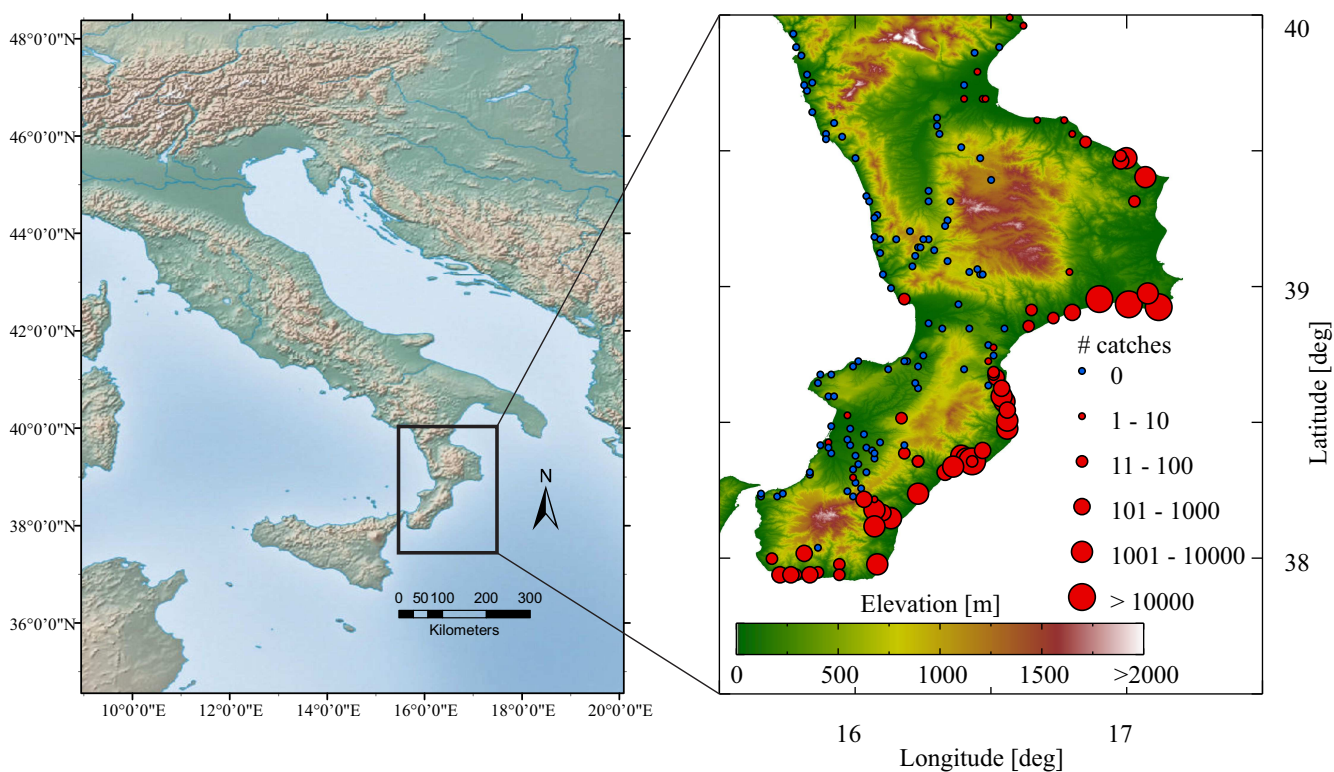 48°0'0"N
46°0'0"N
44°0'0"N
42°0'0"N
40°0'0"N
38°0'0"N
36°0'0"N
10°0'0"E 12°0'0"E 14°0'0"E 16°0'0"E 18°0'0"E 20°0'0"E
N
0 50 100 200 300
Kilometers
40
39
38
Latitude [deg]
# catches
0
1 - 10
11 - 100
101 - 1000
1001 - 10000
> 10000
Elevation [m]
0 500 1000 1500 >2000
16 17
Longitude [deg]